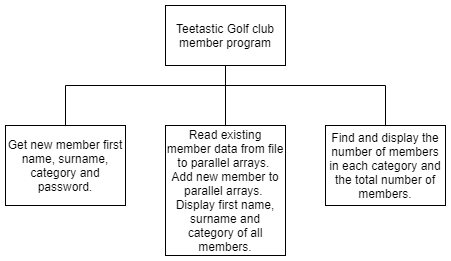 Teetastic Golf club
member program
Get new member first
name, surname,
category and
password.
Read existing
member data from file
to parallel arrays.
Add new member to
parallel arrays.
Display first name,
surname and
category of all
members.
Find and display the
number of members
in each category and
the total number of
members.